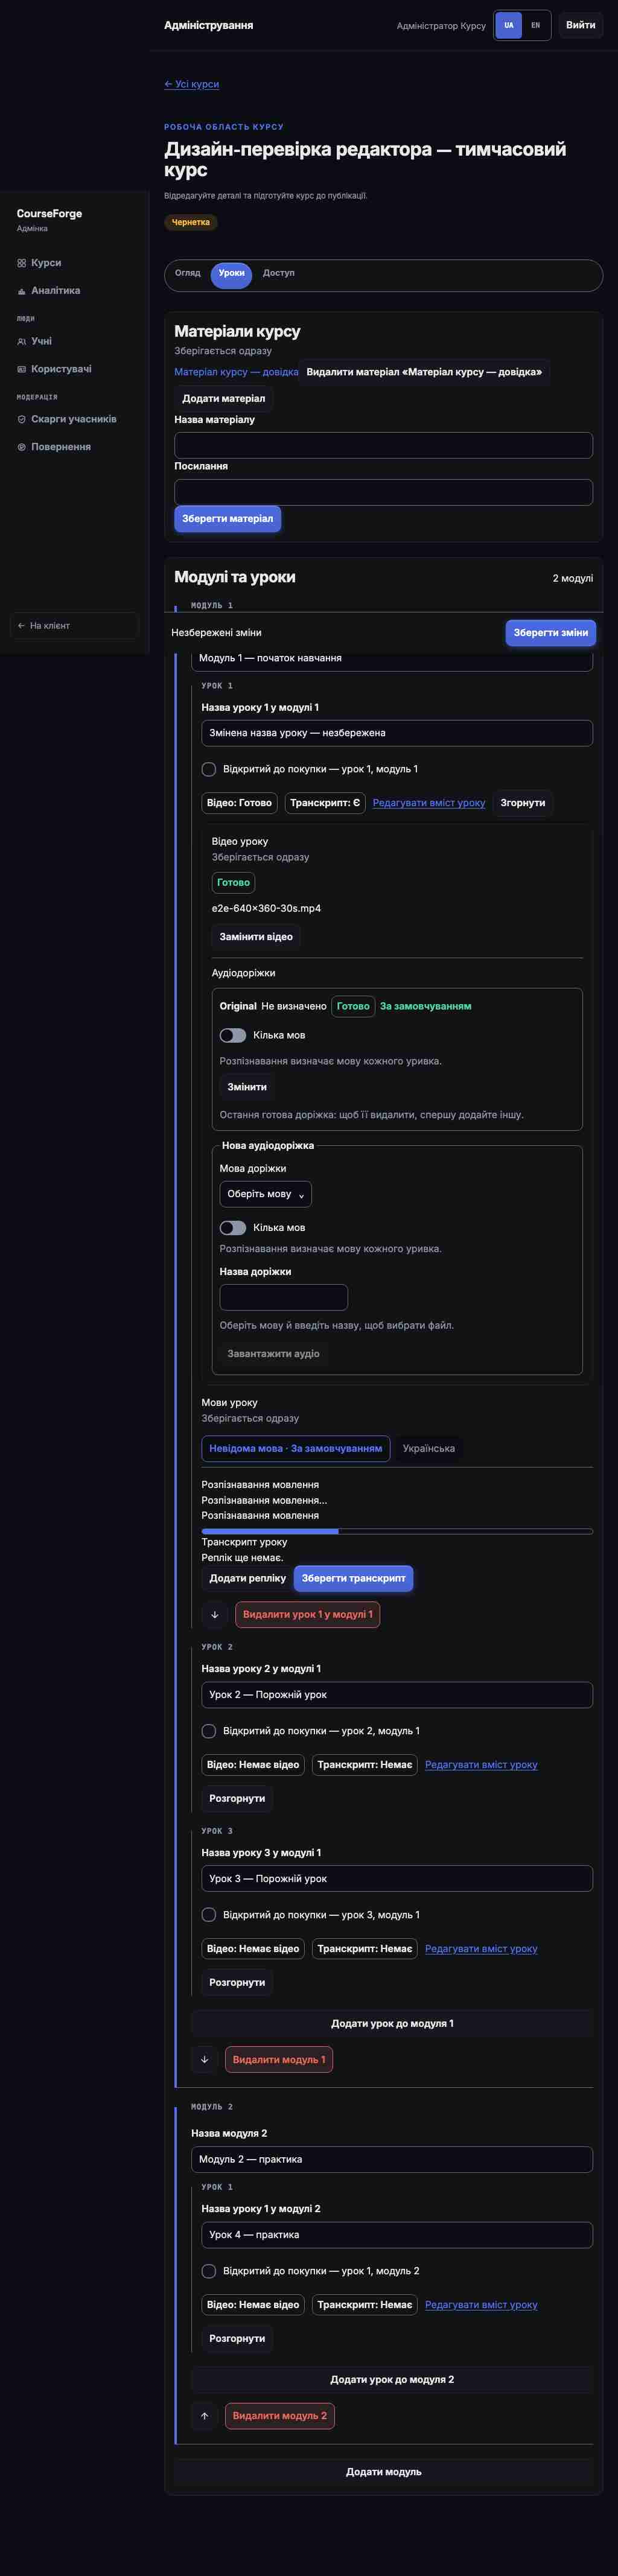 Адміністрування
Адміністратор Курсу
UA
EN
Вийти
← Усі курси
РОБОЧА ОБЛАСТЬ КУРСУ
Дизайн-перевірка редактора — тимчасовий
курс
Відредагуйте деталі та підготуйте курс до публікації.
Чернетка
CourseForge
Адмінка
Курси
Аналітика
ЛЮДИ
Учні
Користувачі
МОДЕРАЦІЯ
Скарги учасників
Повернення
← На клієнт
Огляд
Уроки
Доступ
Матеріали курсу
Зберігається одразу
Матеріал курсу — довідка
Видалити матеріал «Матеріал курсу — довідка»
Додати матеріал
Назва матеріалу
Посилання
Зберегти матеріал
Модулі та уроки
2 модулі
МОДУЛЬ 1
Незбережені зміни
Зберегти зміни
Модуль 1 — початок навчання
УРОК 1
Назва уроку 1 у модулі 1
Змінена назва уроку — незбережена
Відкритий до покупки — урок 1, модуль 1
Відео: Готово
Транскрипт: Є
Редагувати вміст уроку
Згорнути
Відео уроку
Зберігається одразу
Готово
e2e-640x360-30s.mp4
Замінити відео
Аудіодоріжки
Original Не визначено Готово За замовчуванням
Кілька мов
Розпізнавання визначає мову кожного уривка.
Змінити
Остання готова доріжка: щоб її видалити, спершу додайте іншу.
Нова аудіодоріжка
Мова доріжки
Оберіть мову
Кілька мов
Розпізнавання визначає мову кожного уривка.
Назва доріжки
Оберіть мову й введіть назву, щоб вибрати файл.
Завантажити аудіо
Мови уроку
Зберігається одразу
Невідома мова · За замовчуванням
Українська
Розпізнавання мовлення
Розпізнавання мовлення...
Розпізнавання мовлення
Транскрипт уроку
Реплік ще немає.
Додати репліку
Зберегти транскрипт
↓
Видалити урок 1 у модулі 1
УРОК 2
Назва уроку 2 у модулі 1
Урок 2 — Порожній урок
Відкритий до покупки — урок 2, модуль 1
Відео: Немає відео
Транскрипт: Немає
Редагувати вміст уроку
Розгорнути
УРОК 3
Назва уроку 3 у модулі 1
Урок 3 — Порожній урок
Відкритий до покупки — урок 3, модуль 1
Відео: Немає відео
Транскрипт: Немає
Редагувати вміст уроку
Розгорнути
Додати урок до модуля 1
↓
Видалити модуль 1
МОДУЛЬ 2
Назва модуля 2
Модуль 2 — практика
УРОК 1
Назва уроку 1 у модулі 2
Урок 4 — практика
Відкритий до покупки — урок 1, модуль 2
Відео: Немає відео
Транскрипт: Немає
Редагувати вміст уроку
Розгорнути
Додати урок до модуля 2
↑
Видалити модуль 2
Додати модуль